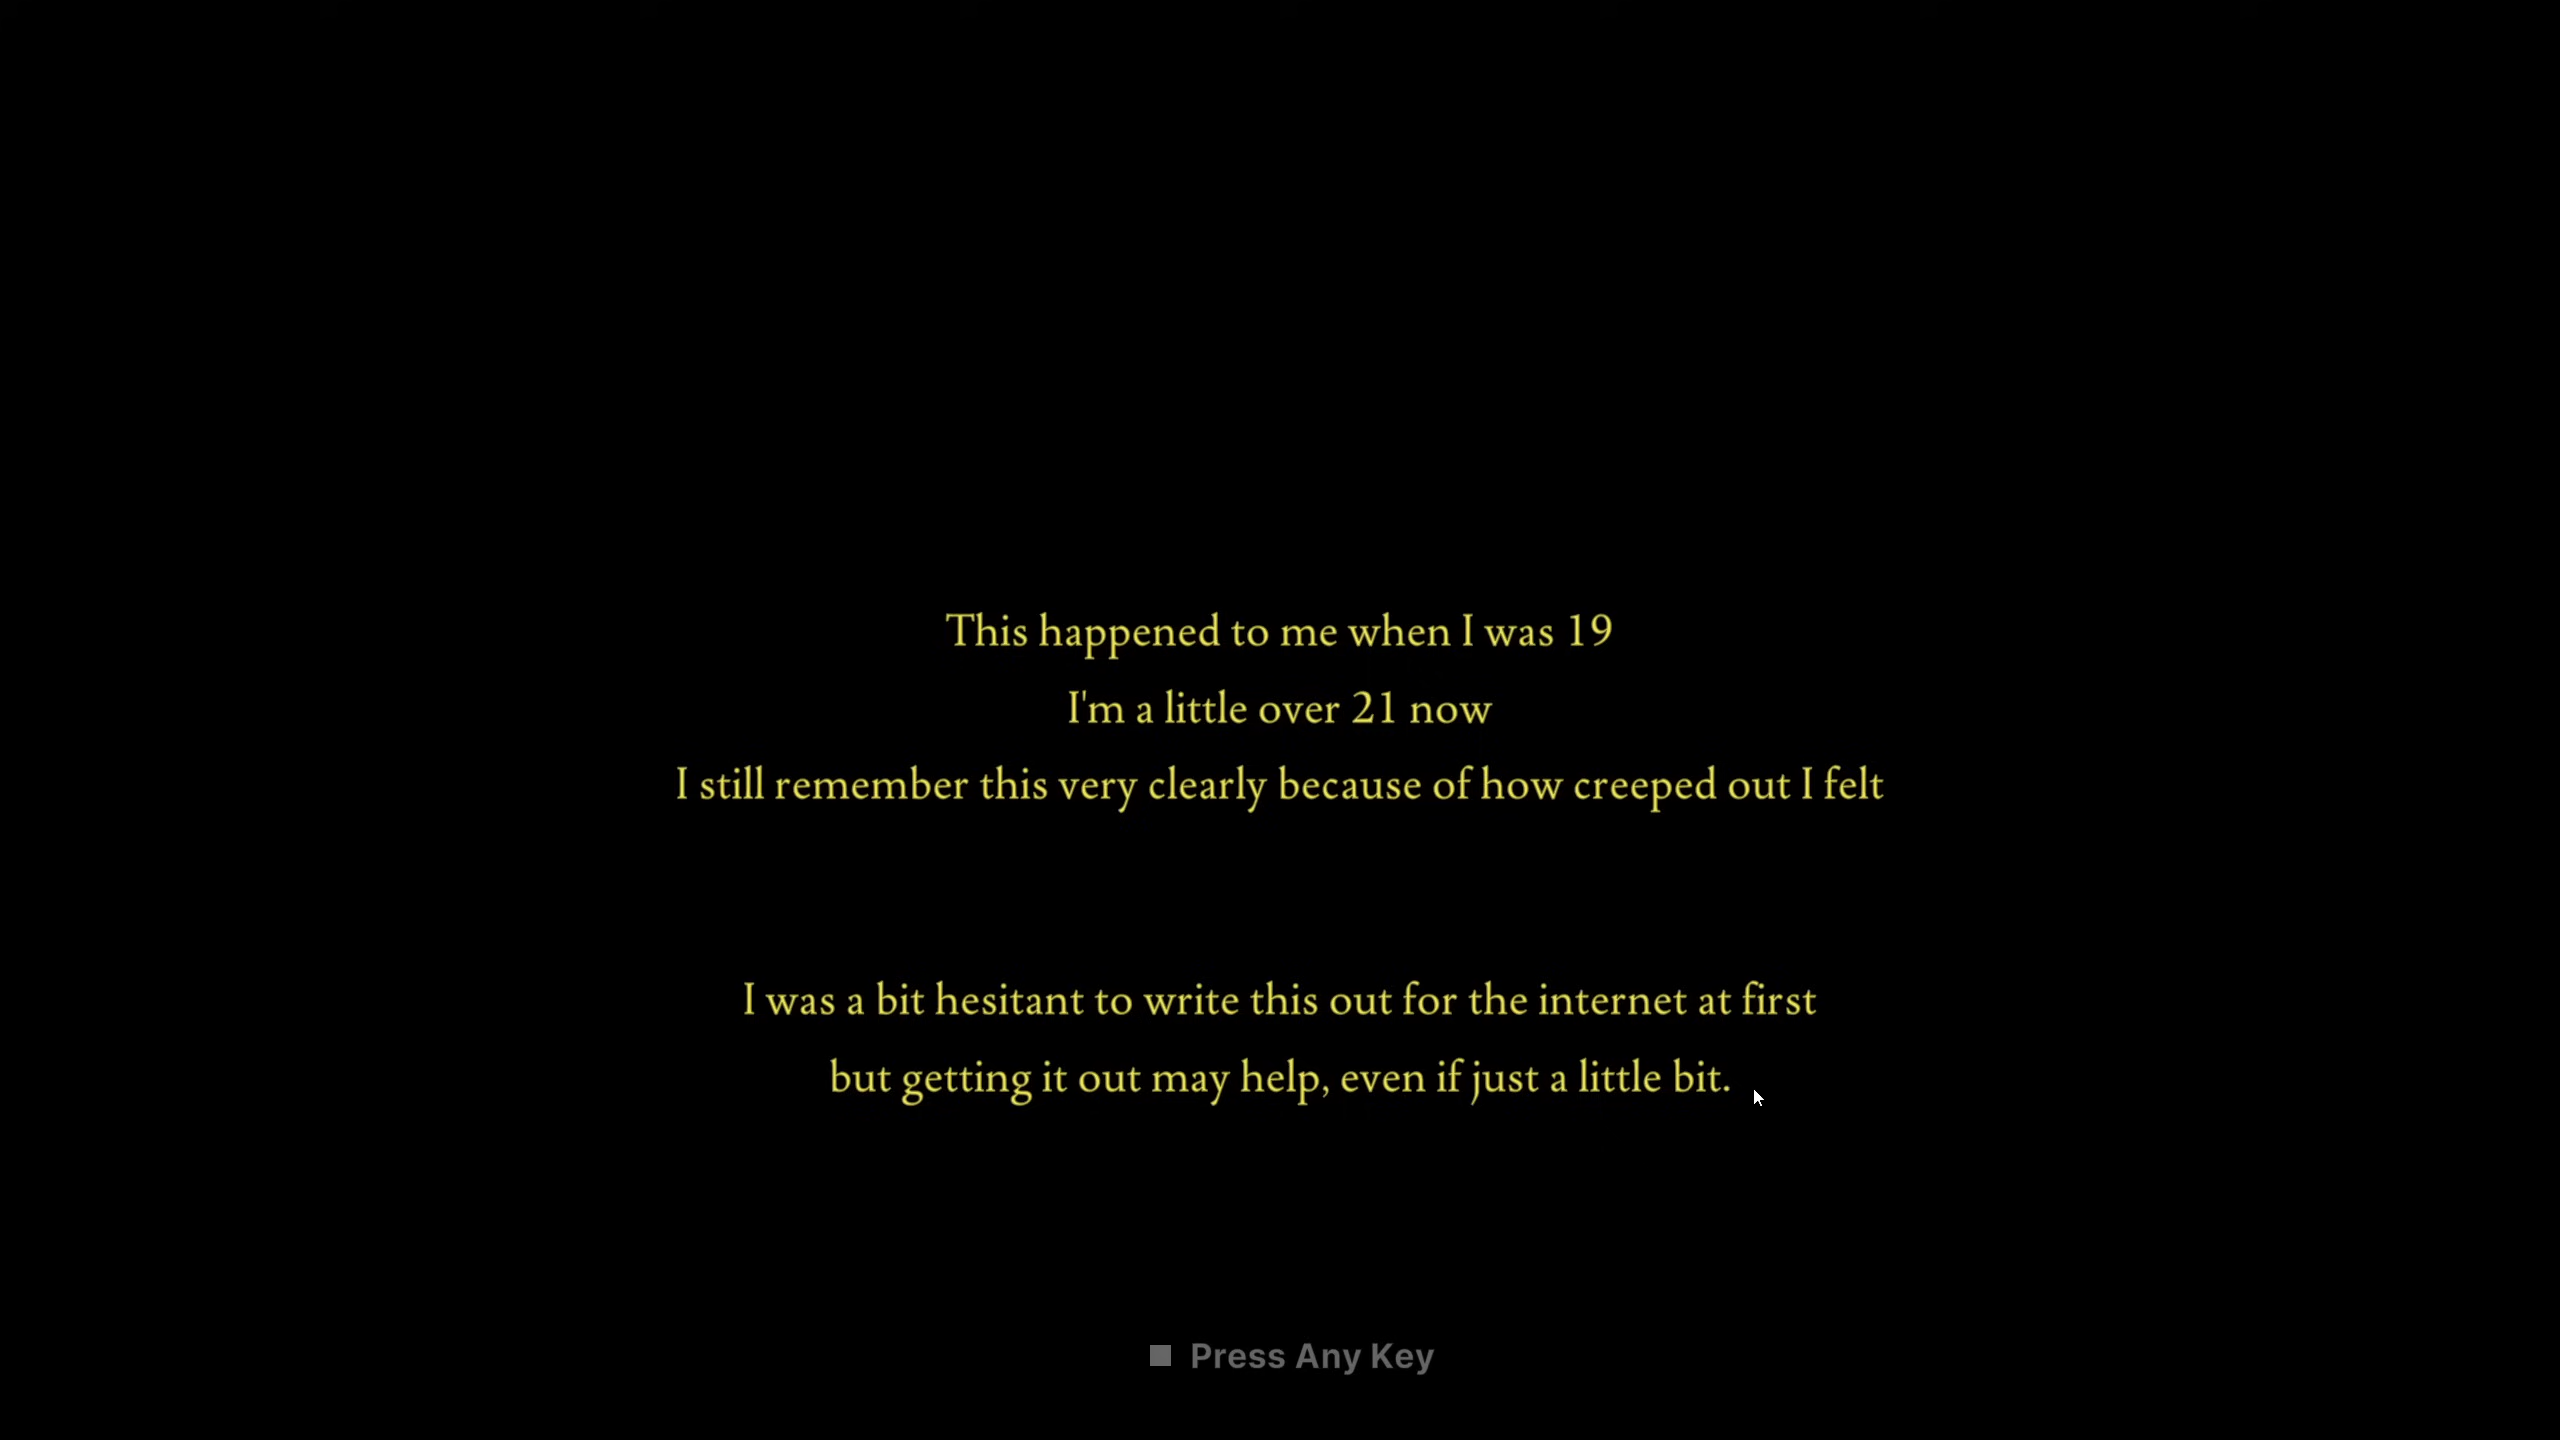 This happened to me when I was 19
I'm a little over 21 now
I still remember this very clearly because of how creeped out I felt
I was a bit hesitant to write this out for the internet at first
but getting it out may help, even if just a little bit.
Press Any Key